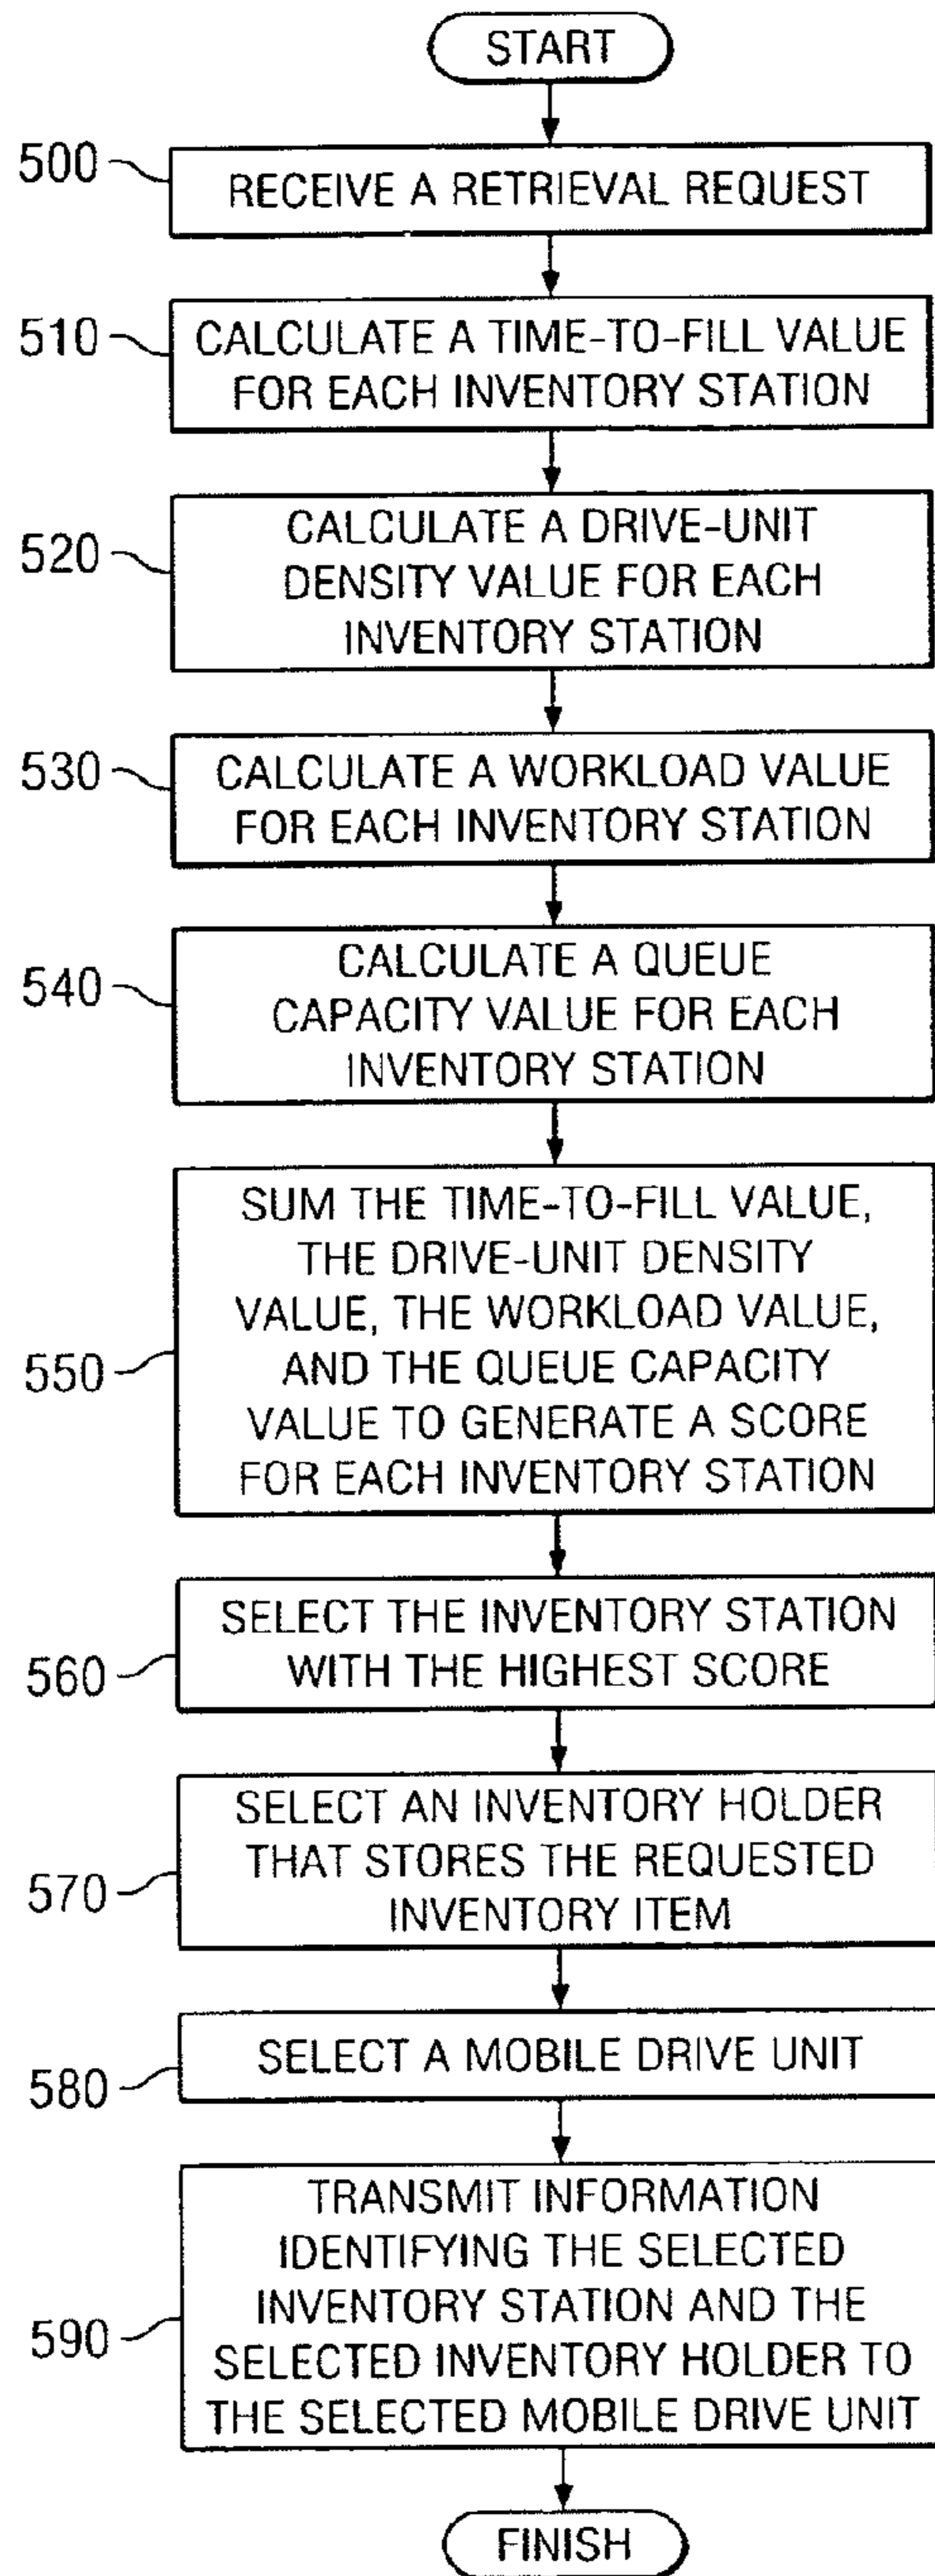 START
500
RECEIVE A RETRIEVAL REQUEST
510
CALCULATE A TIME-TO-FILL VALUE
FOR EACH INVENTORY STATION
520
CALCULATE A DRIVE-UNIT
DENSITY VALUE FOR EACH
INVENTORY STATION
530
CALCULATE A WORKLOAD VALUE
FOR EACH INVENTORY STATION
540
CALCULATE A QUEUE
CAPACITY VALUE FOR EACH
INVENTORY STATION
550
SUM THE TIME-TO-FILL VALUE,
THE DRIVE-UNIT DENSITY
VALUE, THE WORKLOAD VALUE,
AND THE QUEUE CAPACITY
VALUE TO GENERATE A SCORE
FOR EACH INVENTORY STATION
560
SELECT THE INVENTORY STATION
WITH THE HIGHEST SCORE
570
SELECT AN INVENTORY HOLDER
THAT STORES THE REQUESTED
INVENTORY ITEM
580
SELECT A MOBILE DRIVE UNIT
590
TRANSMIT INFORMATION
IDENTIFYING THE SELECTED
INVENTORY STATION AND THE
SELECTED INVENTORY HOLDER TO
THE SELECTED MOBILE DRIVE UNIT
FINISH